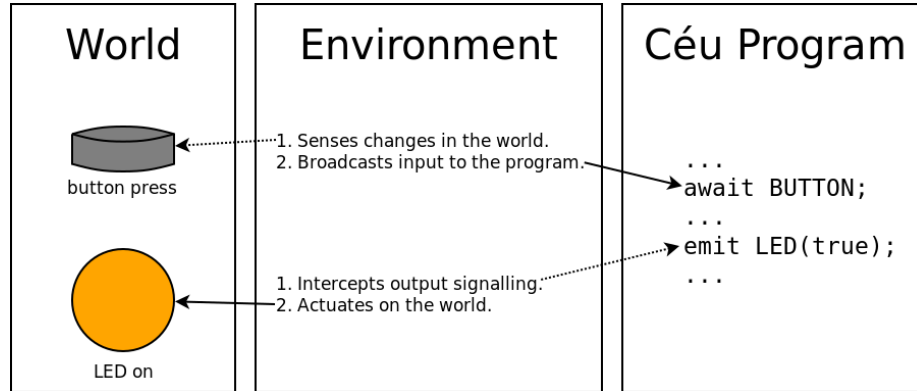 World
Environment
Céu Program
button press
1. Senses changes in the world.
2. Broadcasts input to the program.
...
await BUTTON;
...
emit LED(true);
...
1. Intercepts output signalling.
2. Actuates on the world.
LED on